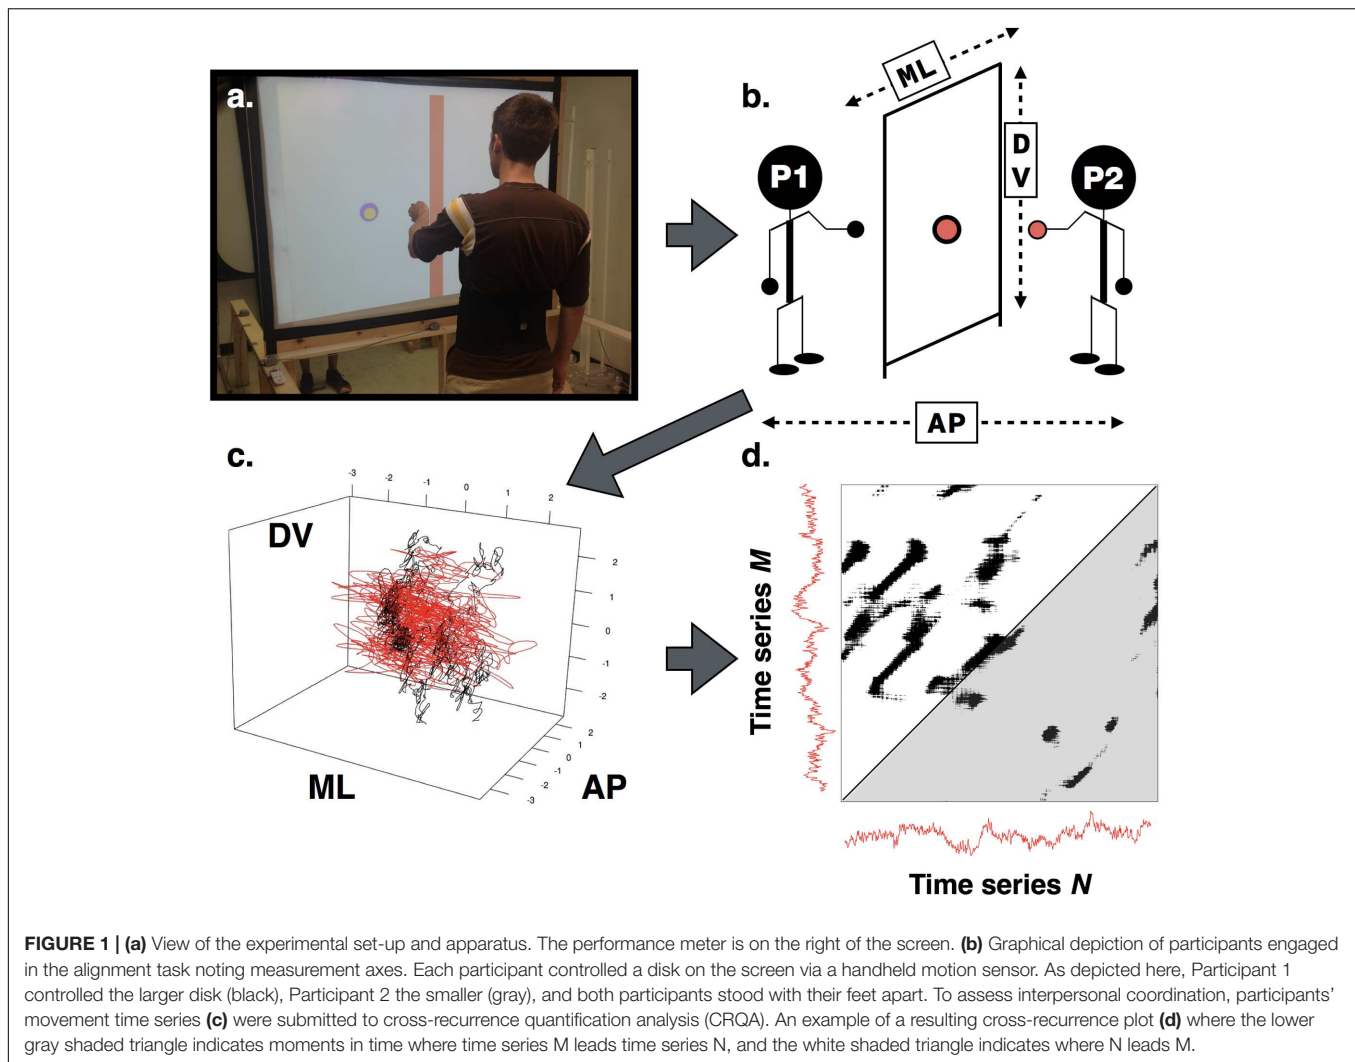 a.
b.
ML
D
V
P1
P2
AP
c.
-3
-2
-1
0
1
2
DV
2
1
0
-1
-2
2
1
0
-1
-2
-3
ML
AP
d.
Time series M
Time series N
FIGURE 1 | (a) View of the experimental set-up and apparatus. The performance meter is on the right of the screen. (b) Graphical depiction of participants engaged
in the alignment task noting measurement axes. Each participant controlled a disk on the screen via a handheld motion sensor. As depicted here, Participant 1
controlled the larger disk (black), Participant 2 the smaller (gray), and both participants stood with their feet apart. To assess interpersonal coordination, participants’
movement time series (c) were submitted to cross-recurrence quantification analysis (CRQA). An example of a resulting cross-recurrence plot (d) where the lower
gray shaded triangle indicates moments in time where time series M leads time series N, and the white shaded triangle indicates where N leads M.